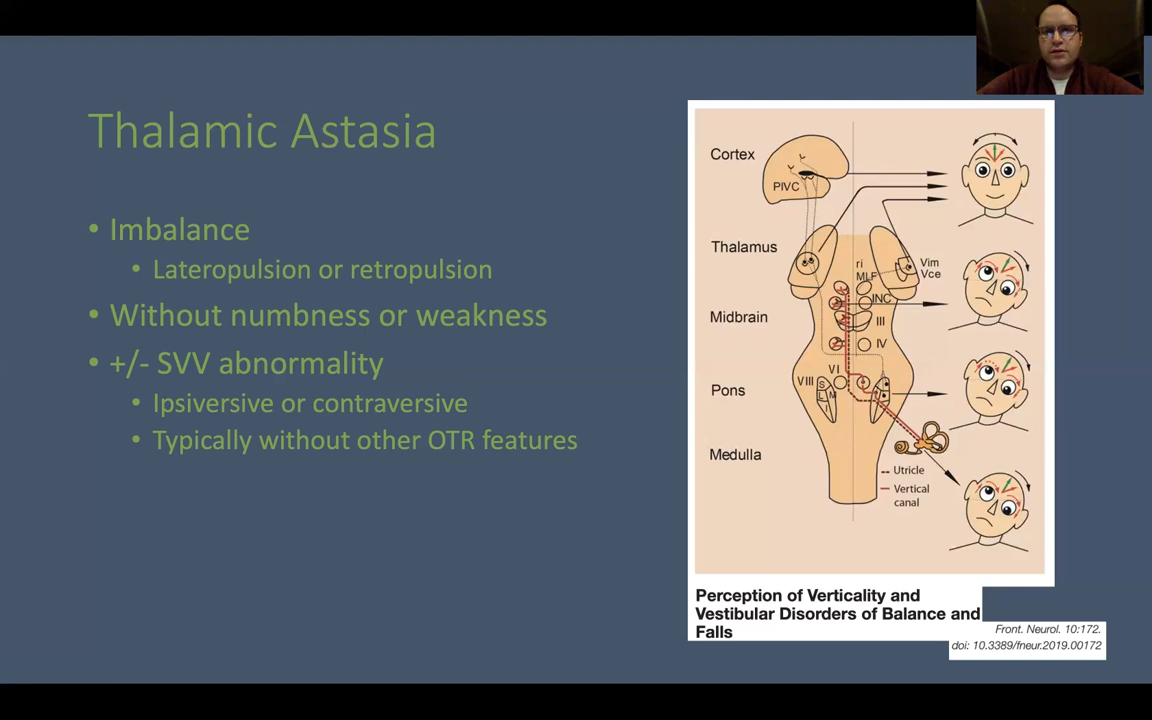 Thalamic Astasia
• Imbalance
• Lateropulsion or retropulsion
• Without numbness or weakness
• +/- SVV abnormality
• Ipsiversive or contraversive
• Typically without other OTR features
Cortex
PIVC
Thalamus
ri
MLF
Vim
Vce
INC
Midbrain
III
IV
VI
VIII
S
L
M
I
Pons
Medulla
Utricle
Vertical
canal
Perception of Verticality and
Vestibular Disorders of Balance and
Falls
Front. Neurol. 10:172.
doi: 10.3389/fneur.2019.00172